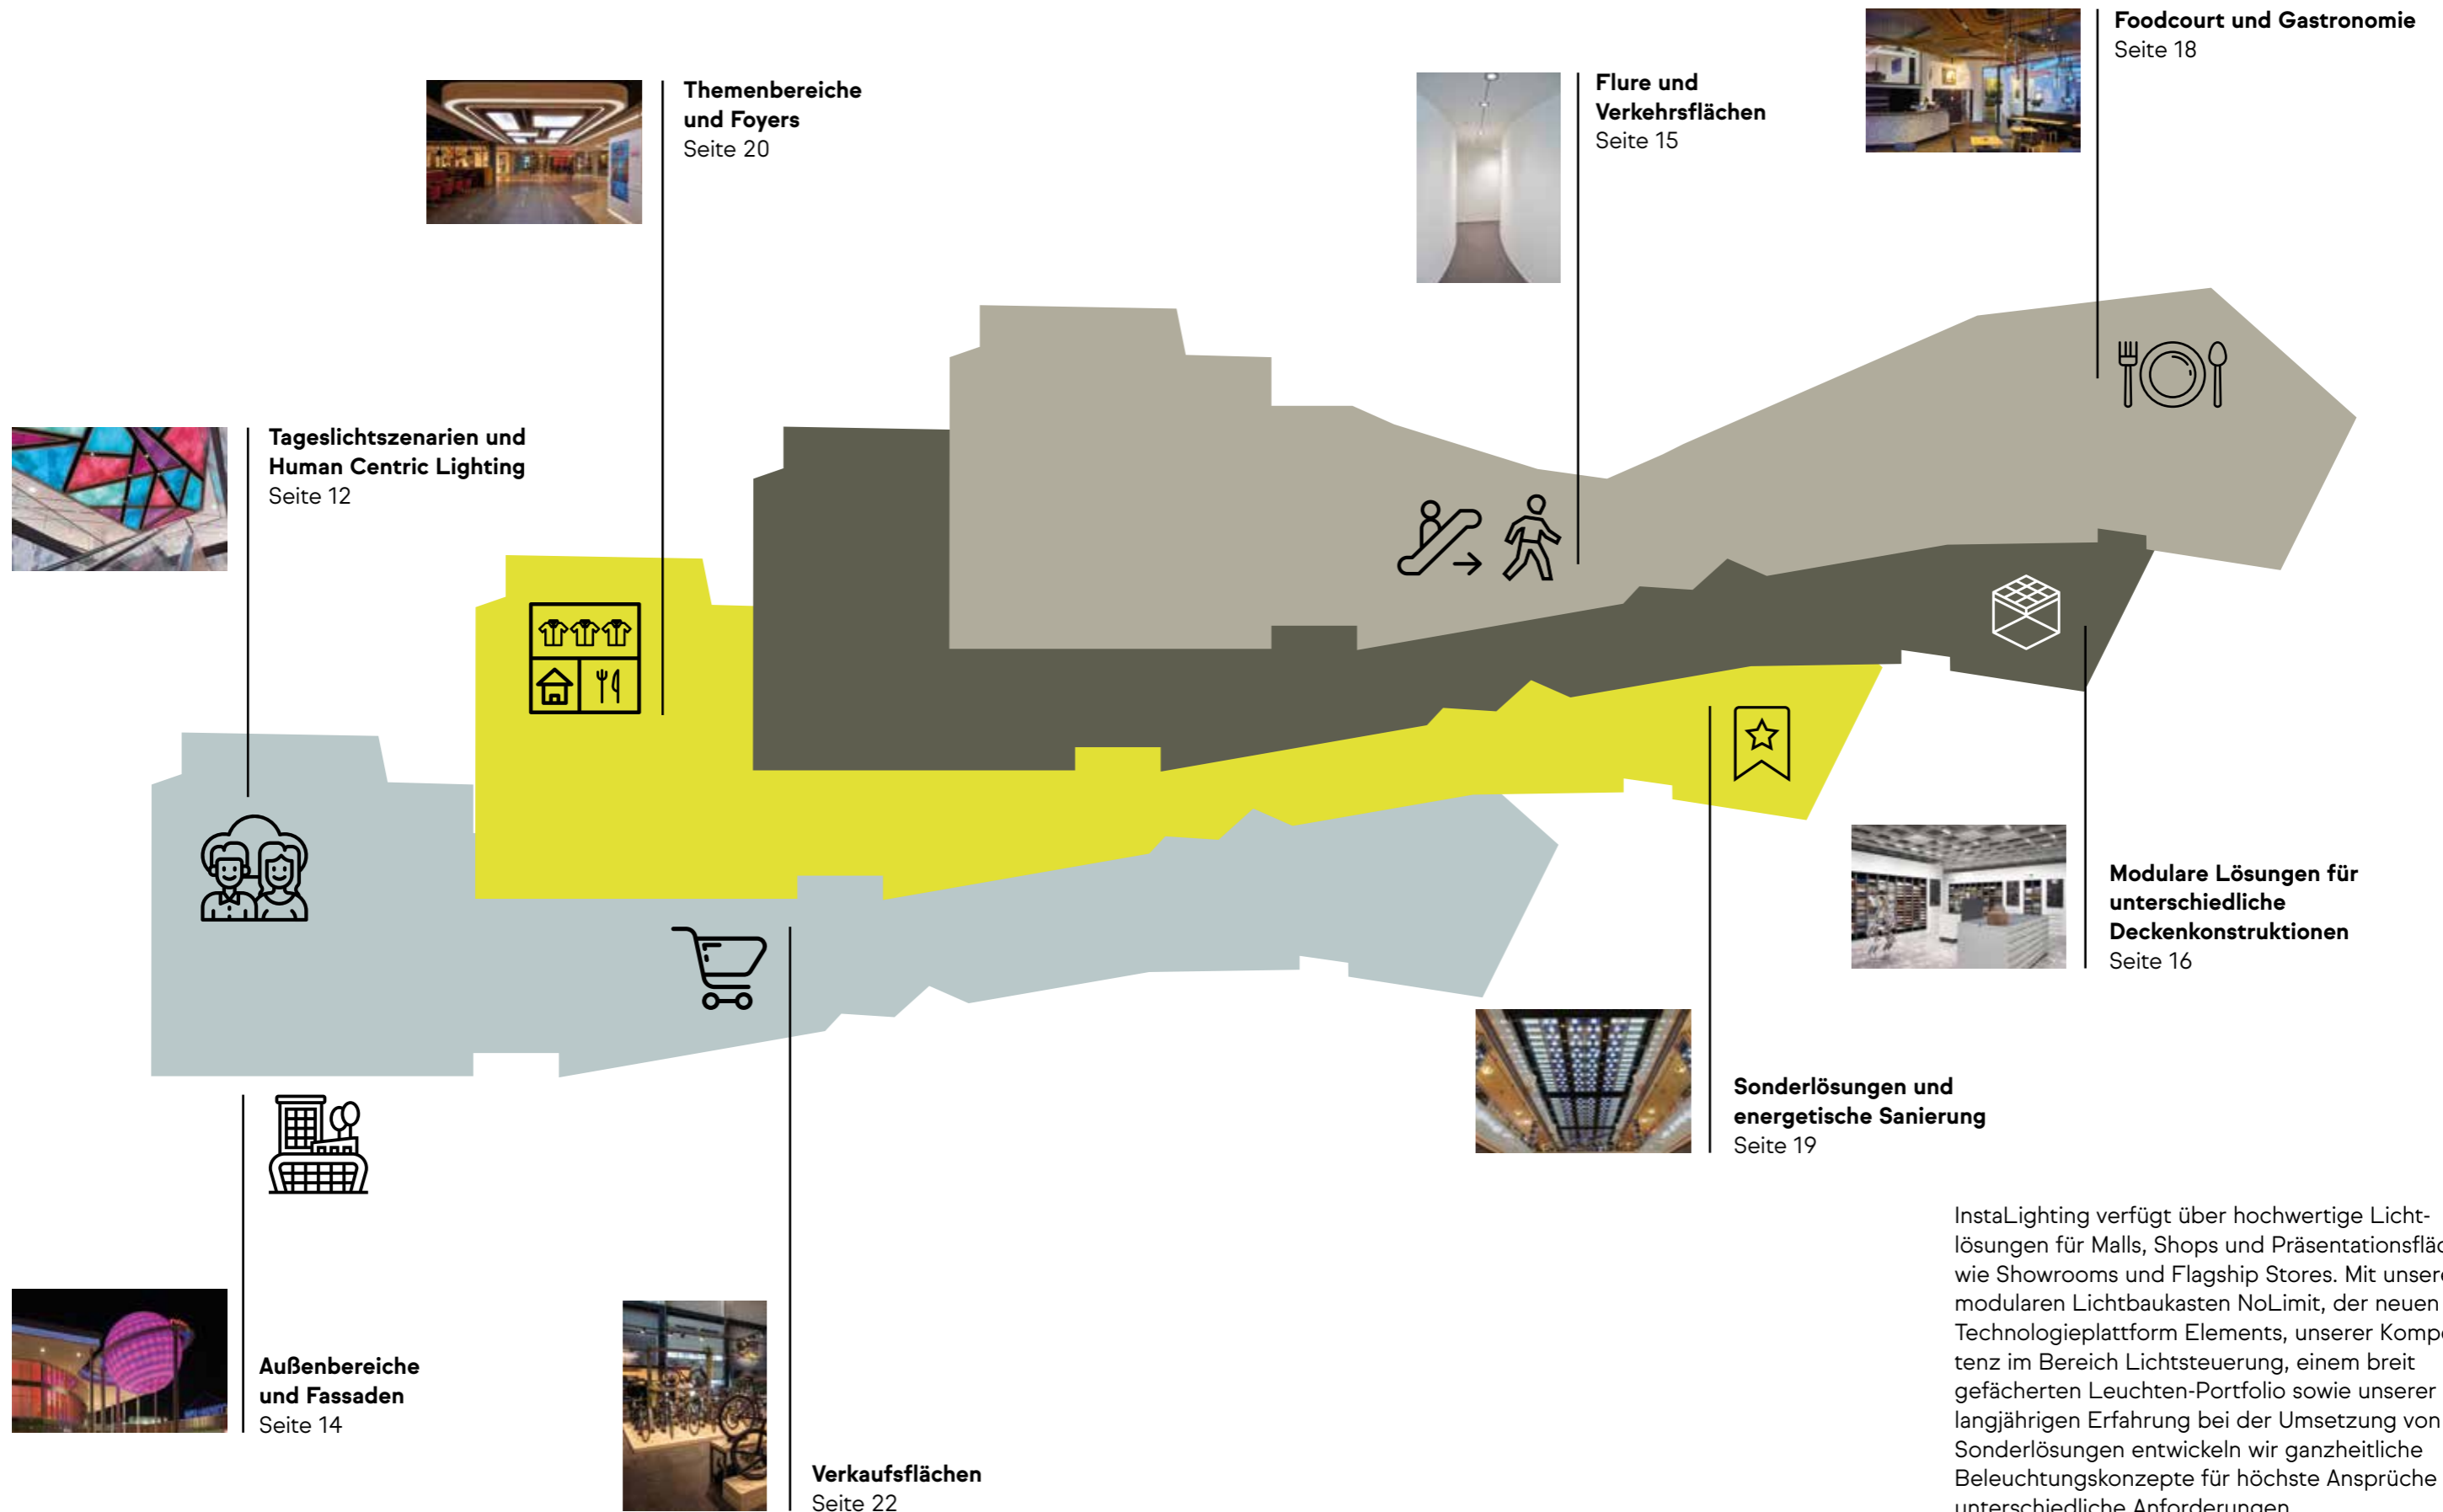 Foodcourt und Gastronomie
Seite 18
Themenbereiche
und Foyers
Seite 20
Flure und
Verkehrsflächen
Seite 15
Tageslichtszenarien und
Human Centric Lighting
Seite 12
Modulare Lösungen für
unterschiedliche
Deckenkonstruktionen
Seite 16
Sonderlösungen und
energetische Sanierung
Seite 19
Außenbereiche
und Fassaden
Seite 14
Verkaufsflächen
Seite 22
InstaLighting verfügt über hochwertige Licht-
lösungen für Malls, Shops und
wie Showrooms und Flagship Stores. Mit
modularen Lichtbaukasten NoLimit, der neuen
Technologieplattform Elements, unserer
tenz im Bereich Lichtsteuerung, einem breit
gefächerten Leuchten-Portfolio sowie unserer
langjährigen Erfahrung bei der Umsetzung von
Sonderlösungen entwickeln wir ganzheitliche
Beleuchtungskonzepte für höchste Ansprüche
unterschiedliche Anforderungen